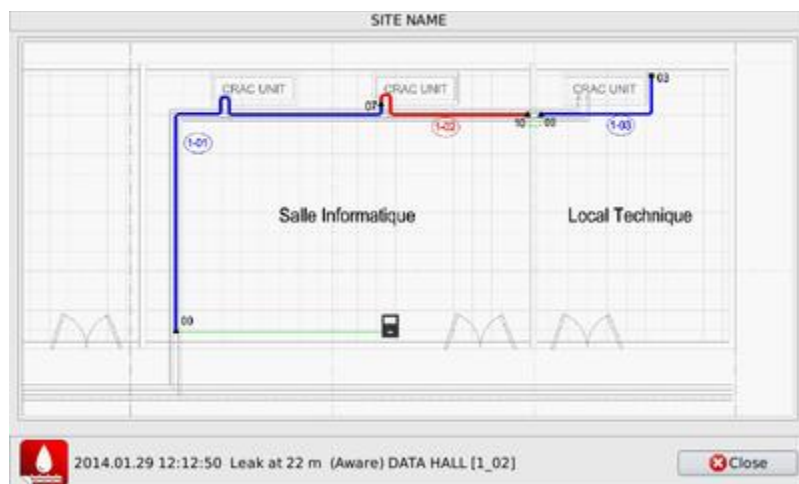 SITE NAME
CRAC UNIT CRAC UNIT CRAC UNIT
03
07
1-02 10 00 1-03
1-01
Salle Informatique Local Technique
00
2014.01.29 12:12:50 Leak at 22 m (Aware) DATA HALL [1_02]
Close